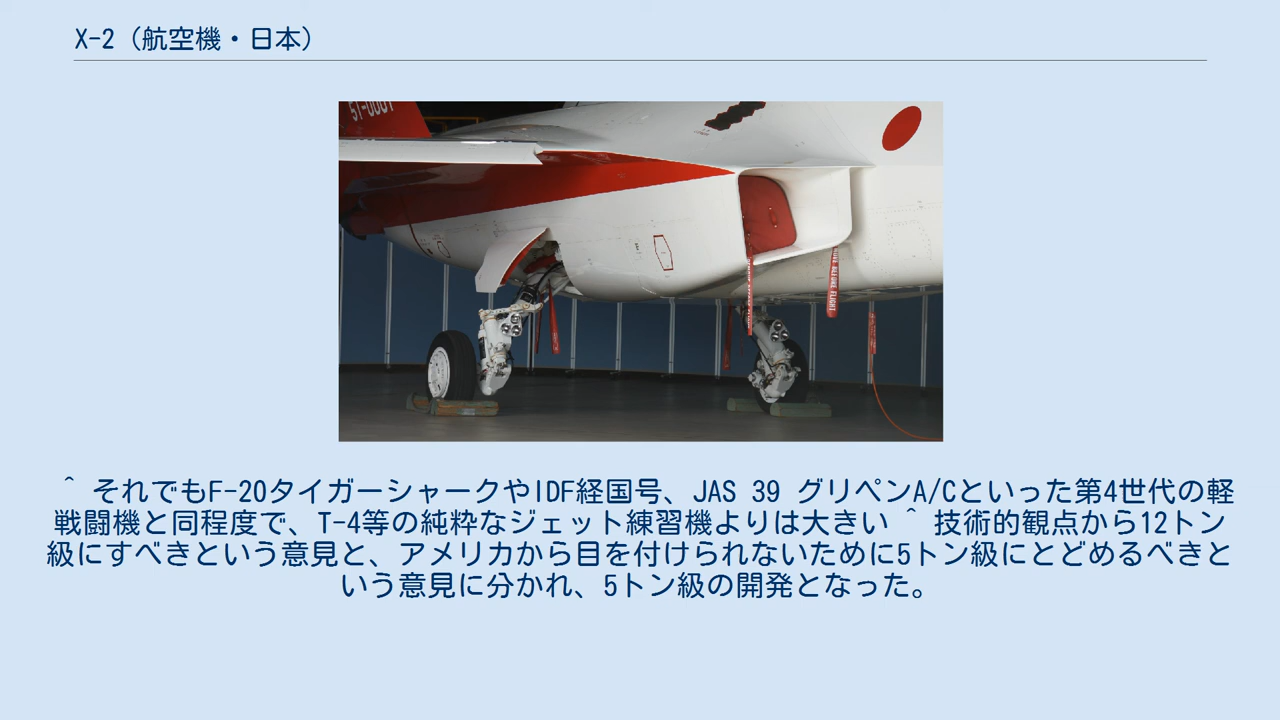 X-2（航空機・日本）
51-0001
REMOVE BEFORE FLIGHT
^ それでもF-20タイガーシャークやIDF経国号、JAS 39 グリペンA/Cといった第4世代の軽
戦闘機と同程度で、T-4等の純粋なジェット練習機よりは大きい ^ 技術的観点から12トン
級にすべきという意見と、アメリカから目を付けられないために5トン級にとどめるべきと
いう意見に分かれ、5トン級の開発となった。